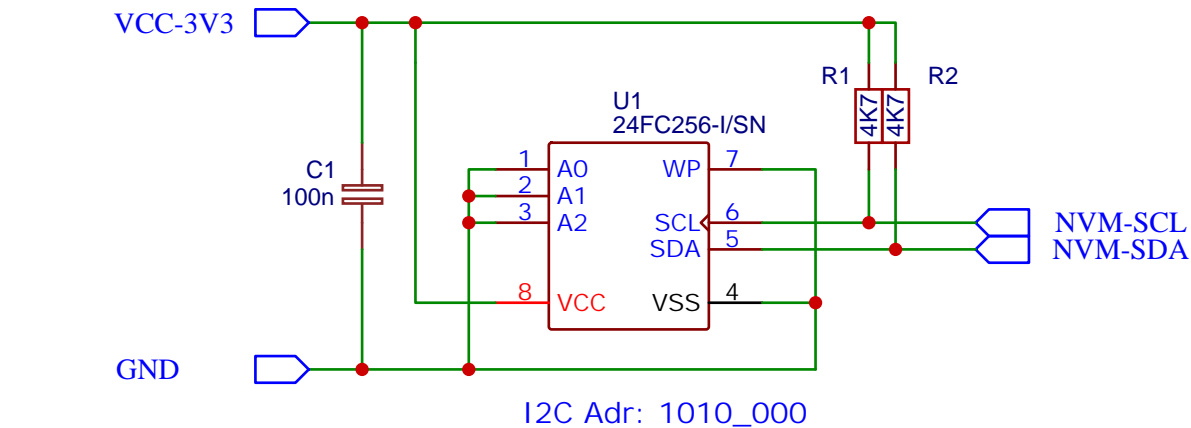 VCC-3V3
R1
R2
4K7
4K7
U1
24FC256-I/SN
C1
100n
1
A0
WP
7
2
A1
3
A2
SCL
6
SDA
5
8
VCC
VSS
4
NVM-SCL
NVM-SDA
GND
I2C Adr: 1010_000